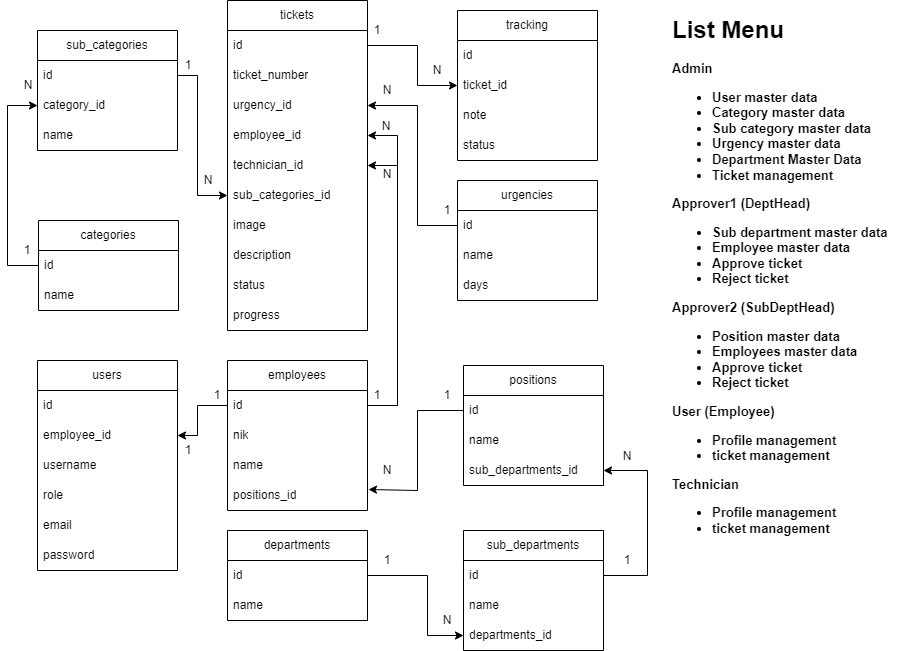 sub_categories
id
category_id
name
1
N
categories
id
name
1
N
tickets
id
ticket_number
urgency_id
employee_id
technician_id
sub_categories_id
image
description
status
progress
1
N
N
N
N
tracking
id
ticket_id
note
status
urgencies
id
name
days
1
users
id
employee_id
username
role
email
password
1
1
employees
id
nik
name
positions_id
1
N
positions
id
name
sub_departments_id
1
N
departments
id
name
1
N
sub_departments
id
name
departments_id
1
List Menu
Admin
• User master data
• Category master data
• Sub category master data
• Urgency master data
• Department Master Data
• Ticket management
Approver1 (DeptHead)
• Sub department master data
• Employee master data
• Approve ticket
• Reject ticket
Approver2 (SubDeptHead)
• Position master data
• Employees master data
• Approve ticket
• Reject ticket
User (Employee)
• Profile management
• ticket management
Technician
• Profile management
• ticket management